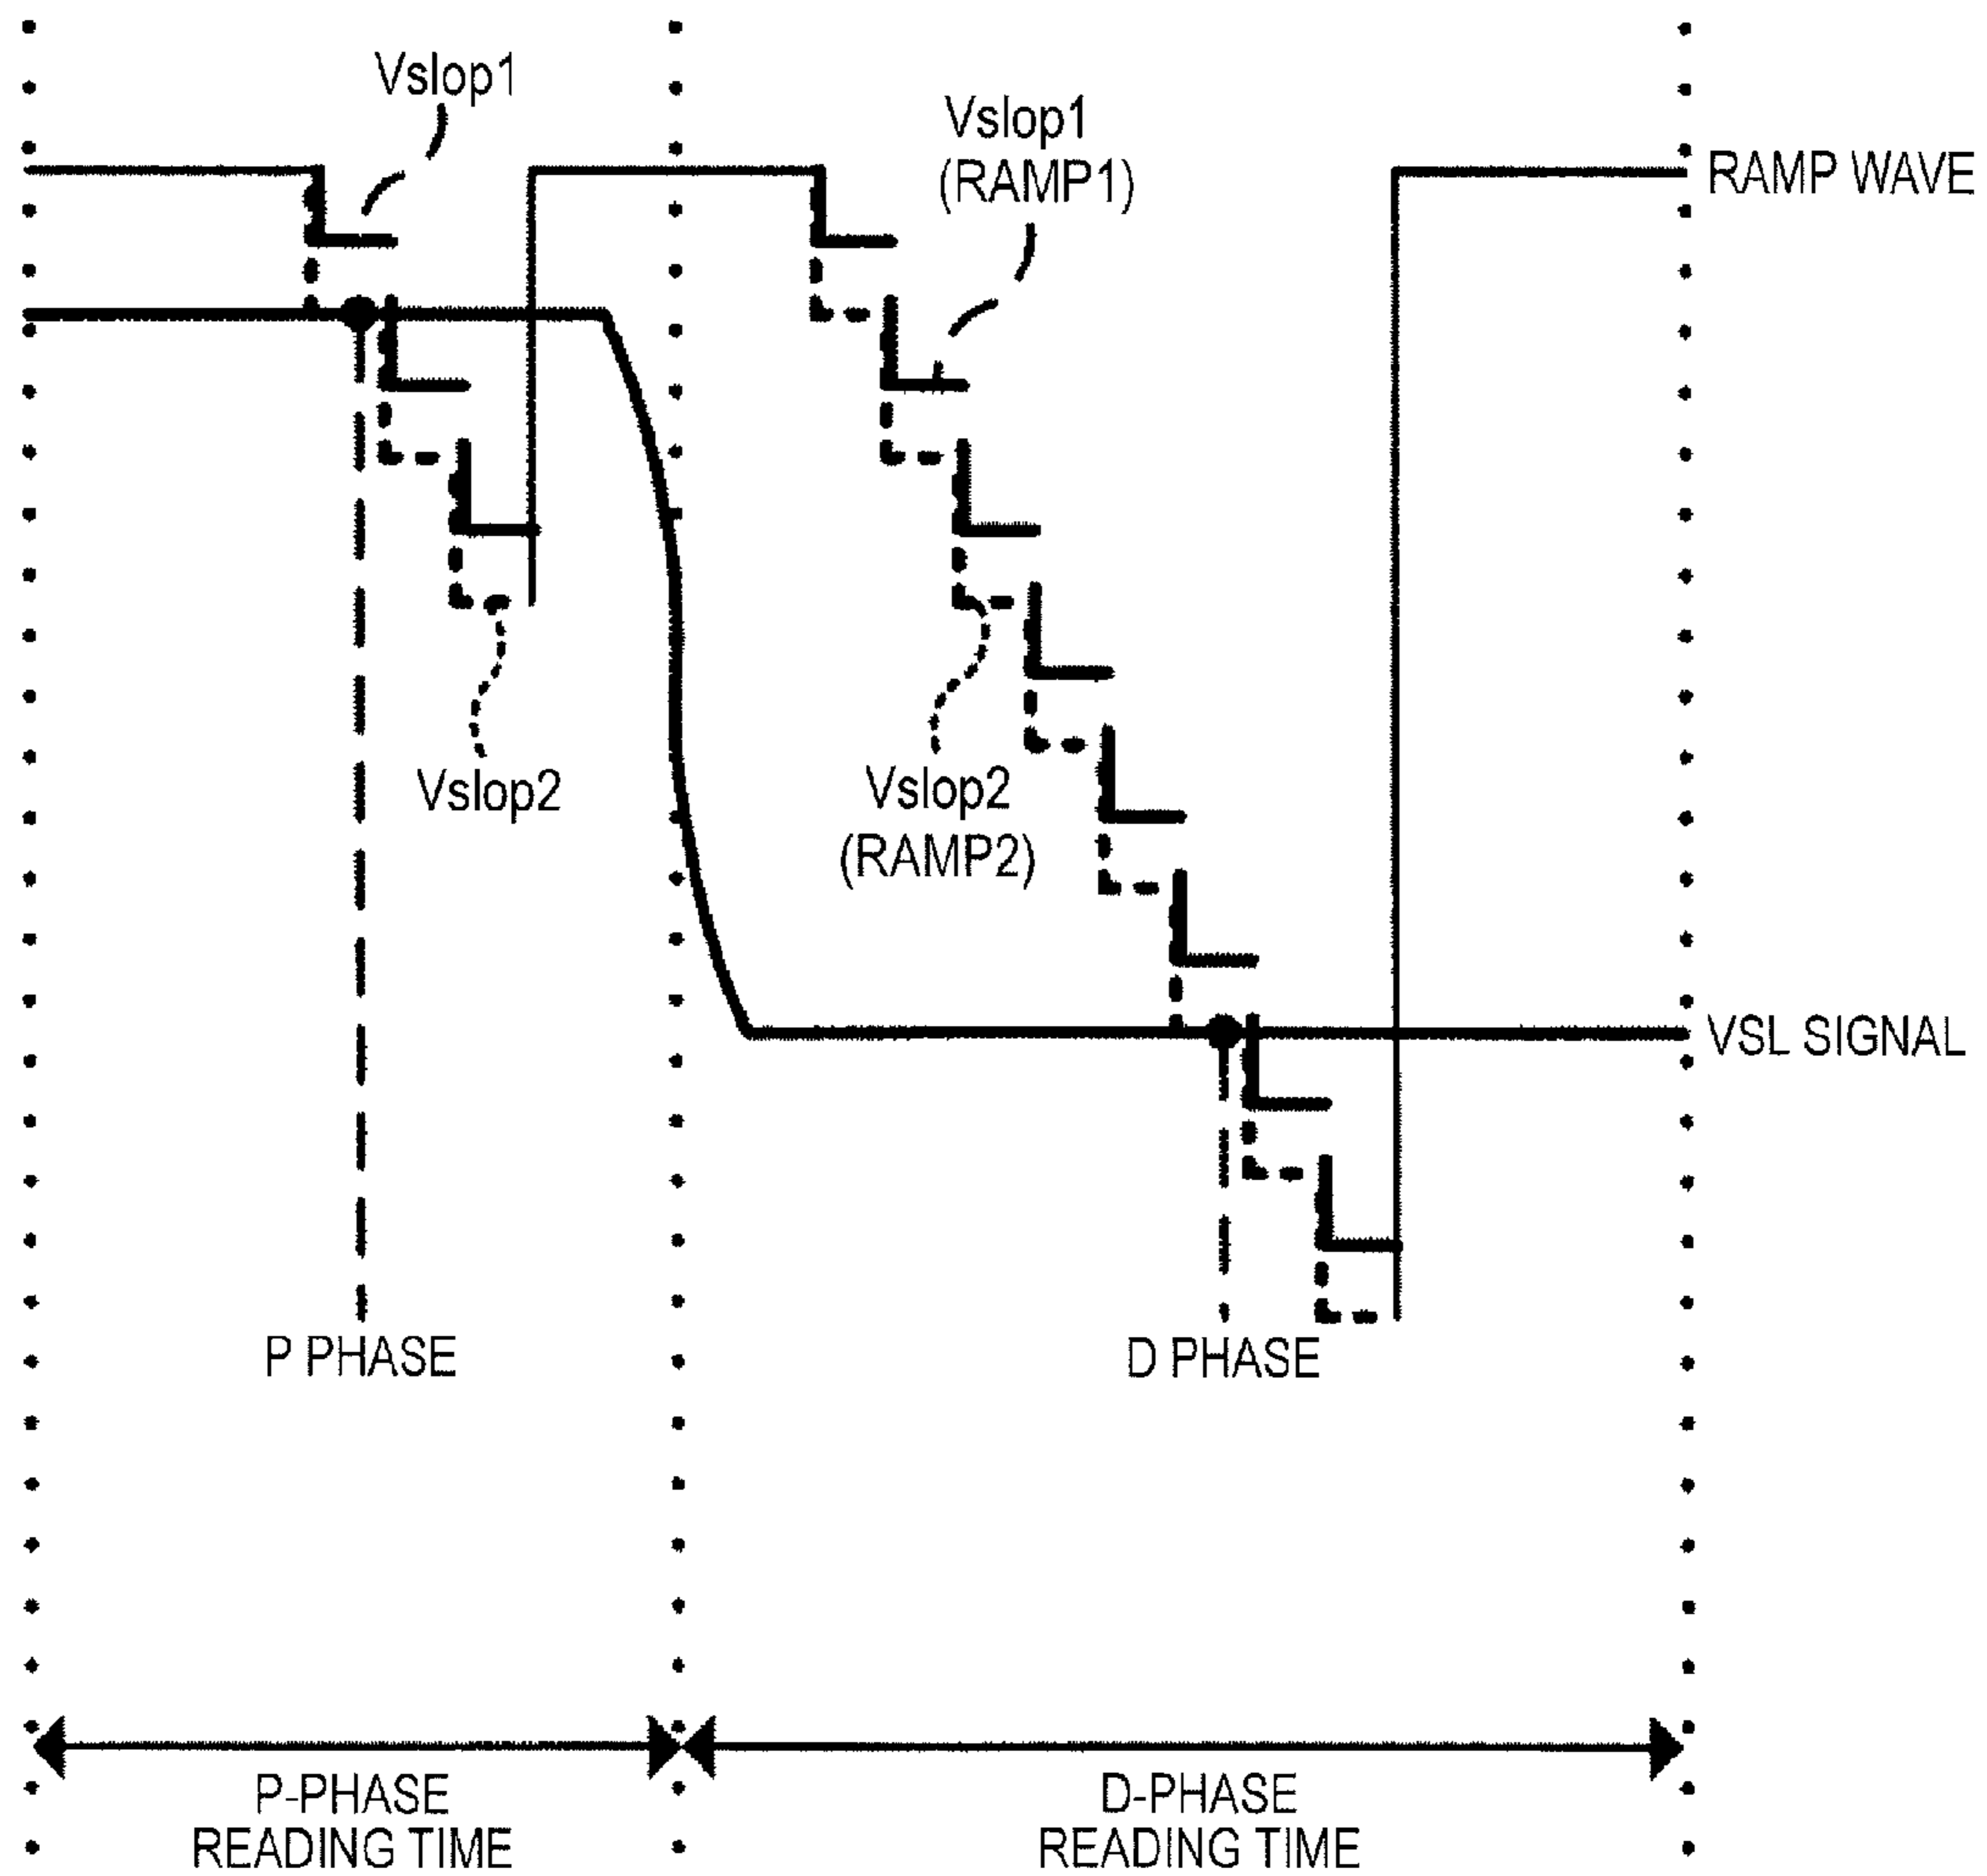 Vslop1
Vslop1
(RAMP1)
RAMP WAVE
Vslop2
Vslop2
(RAMP2)
VSL SIGNAL
P PHASE
D PHASE
P-PHASE
READING TIME
D-PHASE
READING TIME